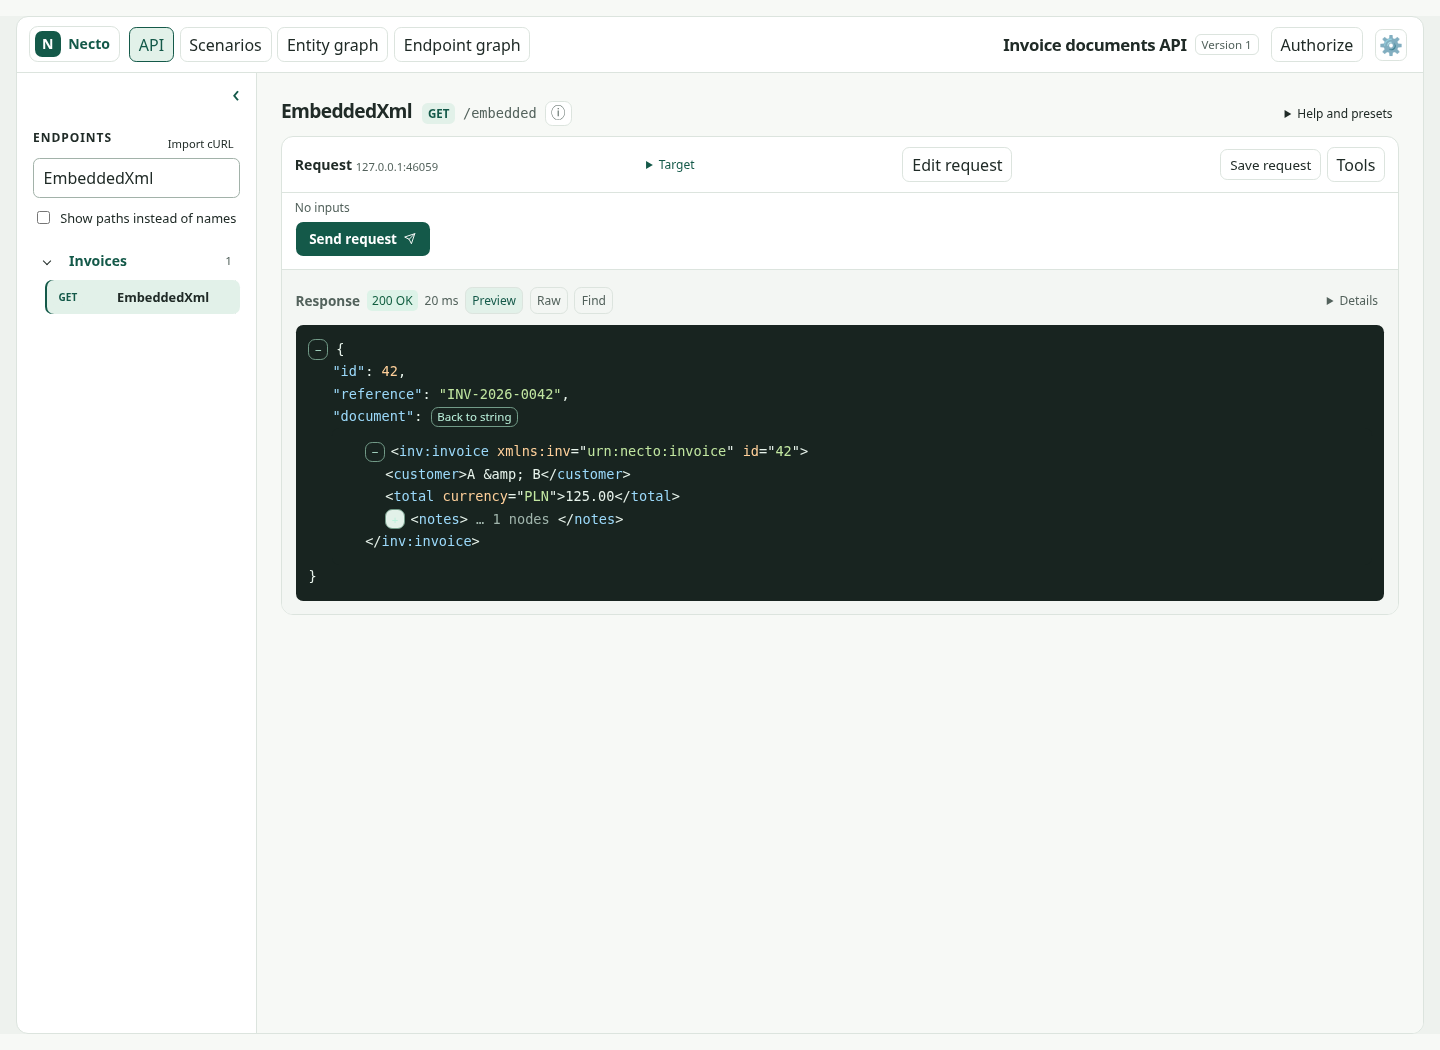 N Necto API Scenarios Entity graph Endpoint graph Invoice documents API Version 1 Authorize
ENDPOINTS Import cURL
EmbeddedXml
Show paths instead of names
Invoices 1
GET EmbeddedXml
EmbeddedXml GET /embedded ⓘ Help and presets
Request 127.0.0.1:46059 Target Edit request Save request Tools
No inputs
Send request
Response 200 OK 20 ms Preview Raw Find Details
− {
"id": 42,
"reference": "INV-2026-0042",
"document": Back to string
− <inv:invoice xmlns:inv="urn:necto:invoice" id="42">
<customer>A &amp; B</customer>
<total currency="PLN">125.00</total>
<notes> … 1 nodes </notes>
</inv:invoice>
}